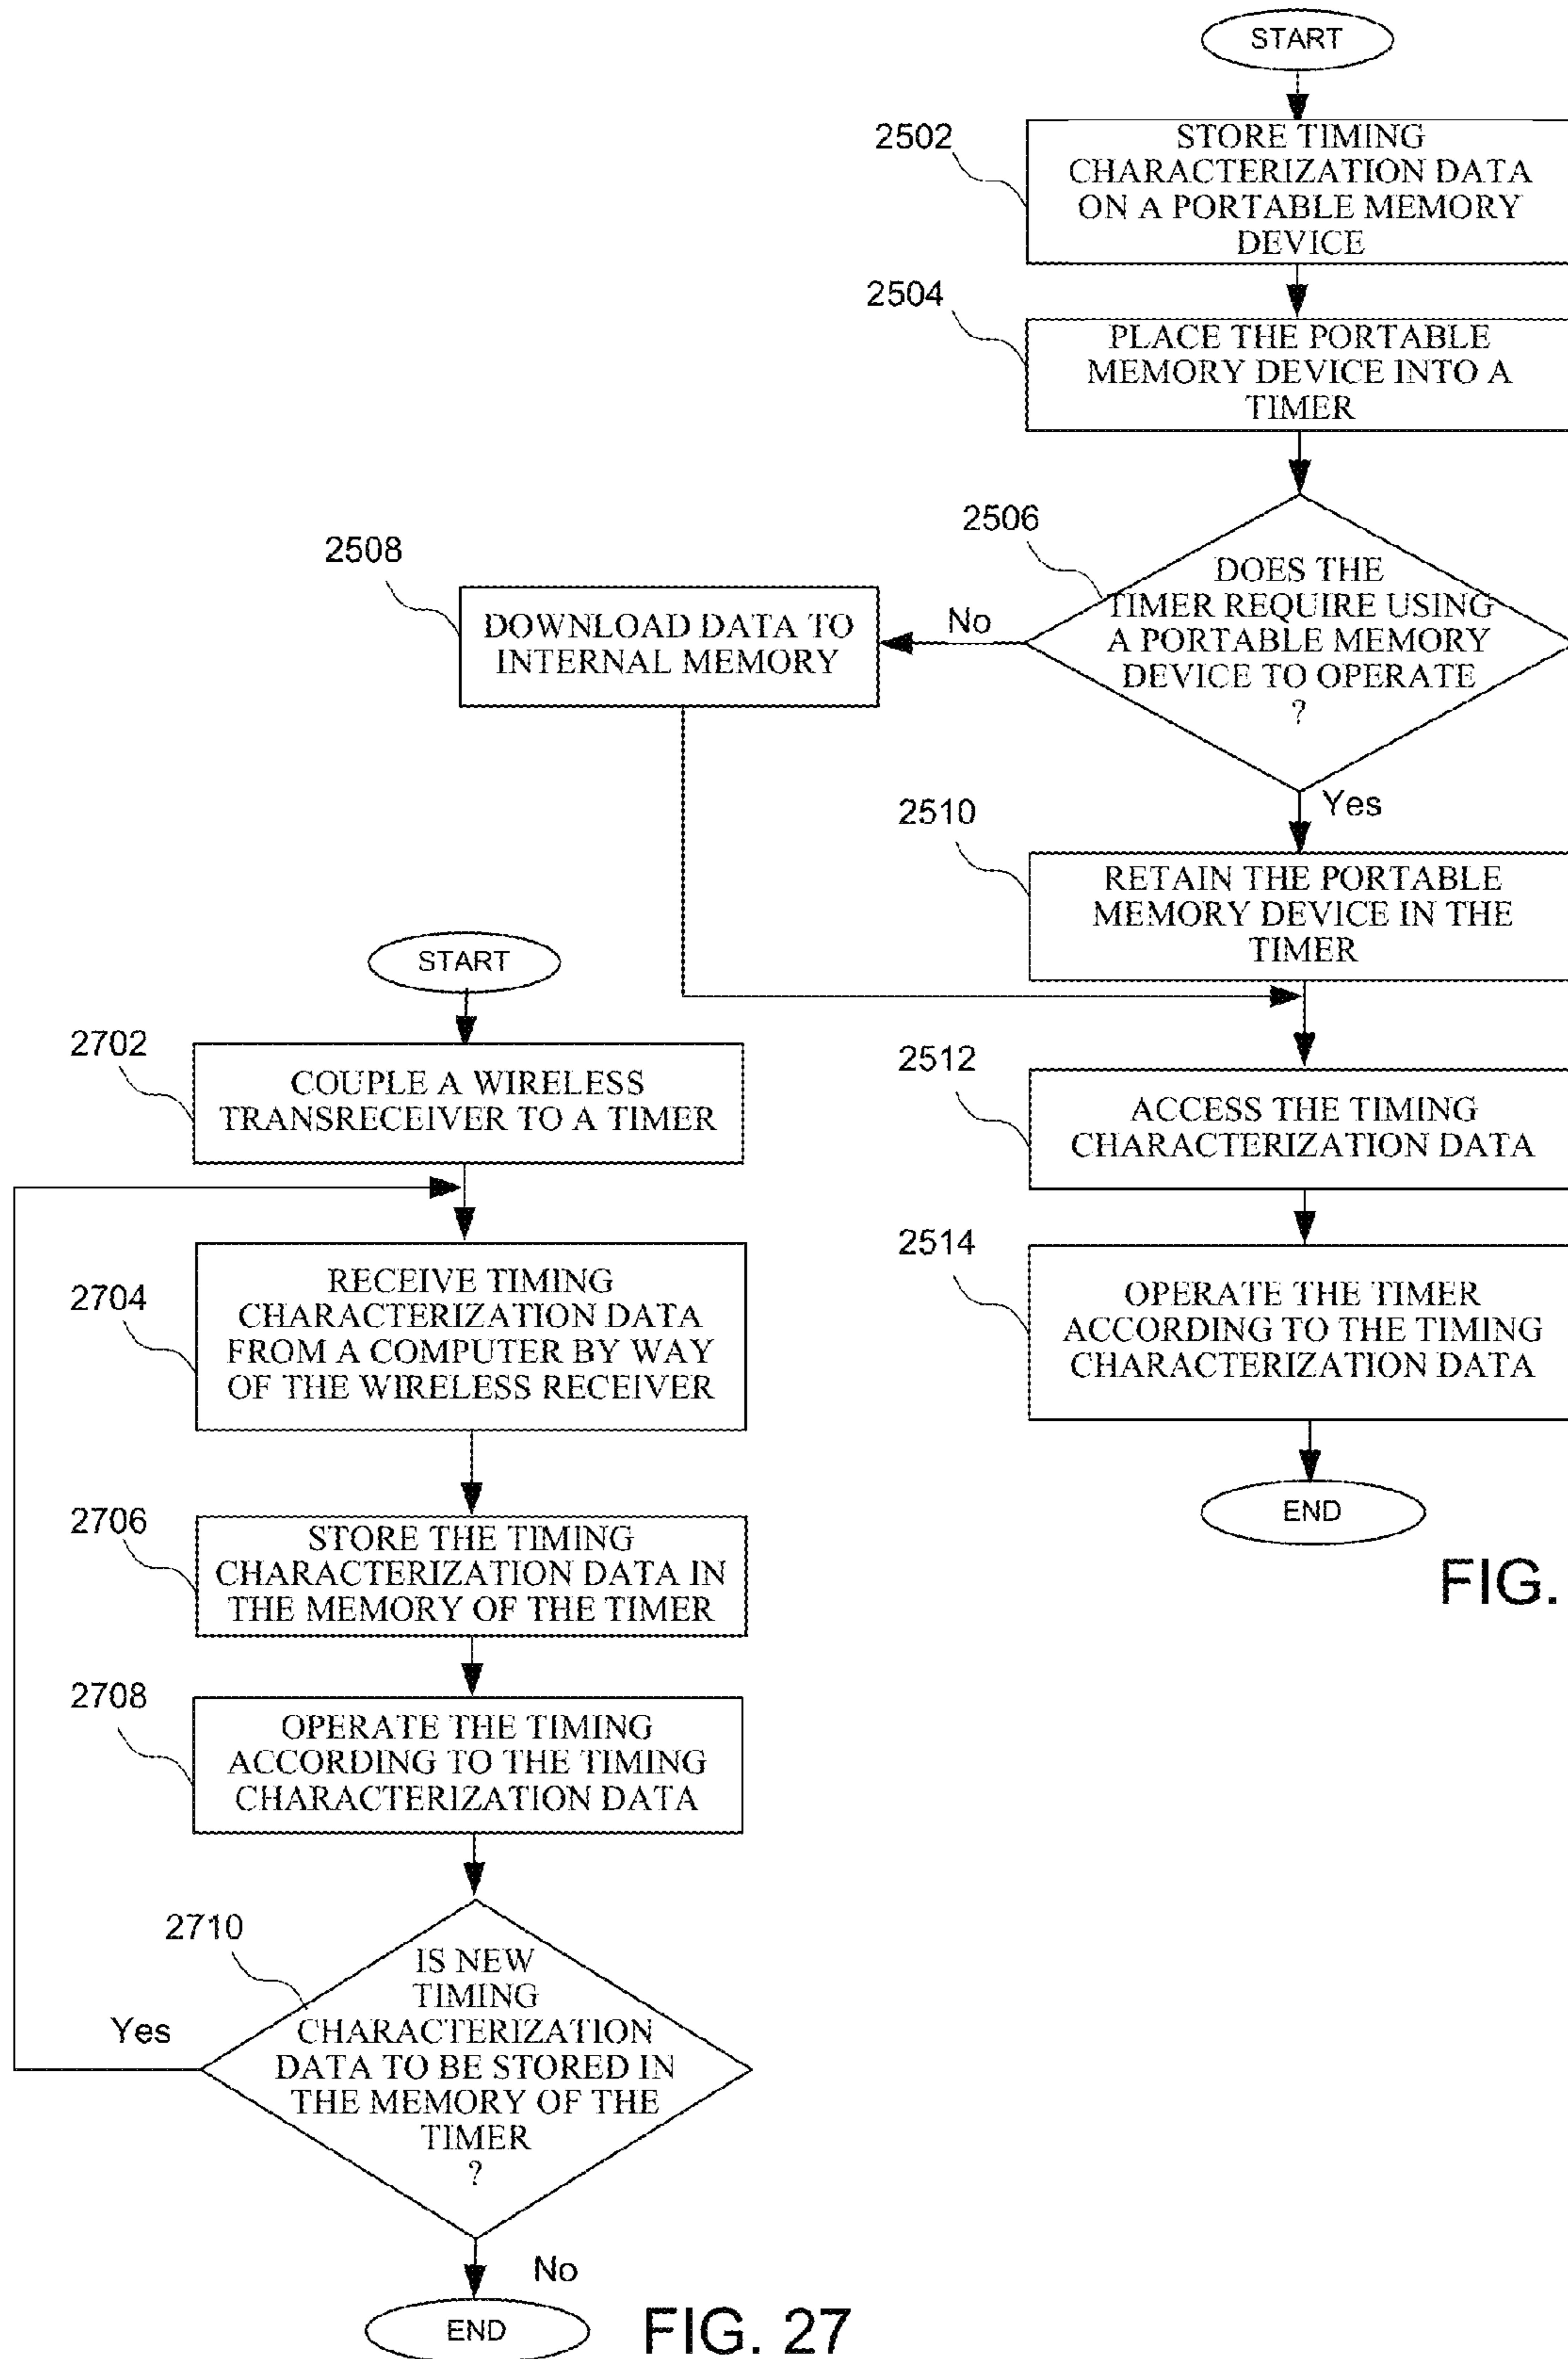 START
2502
STORE TIMING
CHARACTERIZATION DATA
ON A PORTABLE MEMORY
DEVICE
2504
PLACE THE PORTABLE
MEMORY DEVICE INTO A
TIMER
2506
DOES THE
TIMER REQUIRE USING
A PORTABLE MEMORY
DEVICE TO OPERATE
?
No
2508
DOWNLOAD DATA TO
INTERNAL MEMORY
Yes
2510
RETAIN THE PORTABLE
MEMORY DEVICE IN THE
TIMER
2512
ACCESS THE TIMING
CHARACTERIZATION DATA
2514
OPERATE THE TIMER
ACCORDING TO THE TIMING
CHARACTERIZATION DATA
END
FIG.
START
2702
COUPLE A WIRELESS
TRANSRECEIVER TO A TIMER
2704
RECEIVE TIMING
CHARACTERIZATION DATA
FROM A COMPUTER BY WAY
OF THE WIRELESS RECEIVER
2706
STORE THE TIMING
CHARACTERIZATION DATA IN
THE MEMORY OF THE TIMER
2708
OPERATE THE TIMING
ACCORDING TO THE TIMING
CHARACTERIZATION DATA
2710
IS NEW
TIMING
CHARACTERIZATION
DATA TO BE STORED IN
THE MEMORY OF THE
TIMER
?
Yes
No
END
FIG. 27